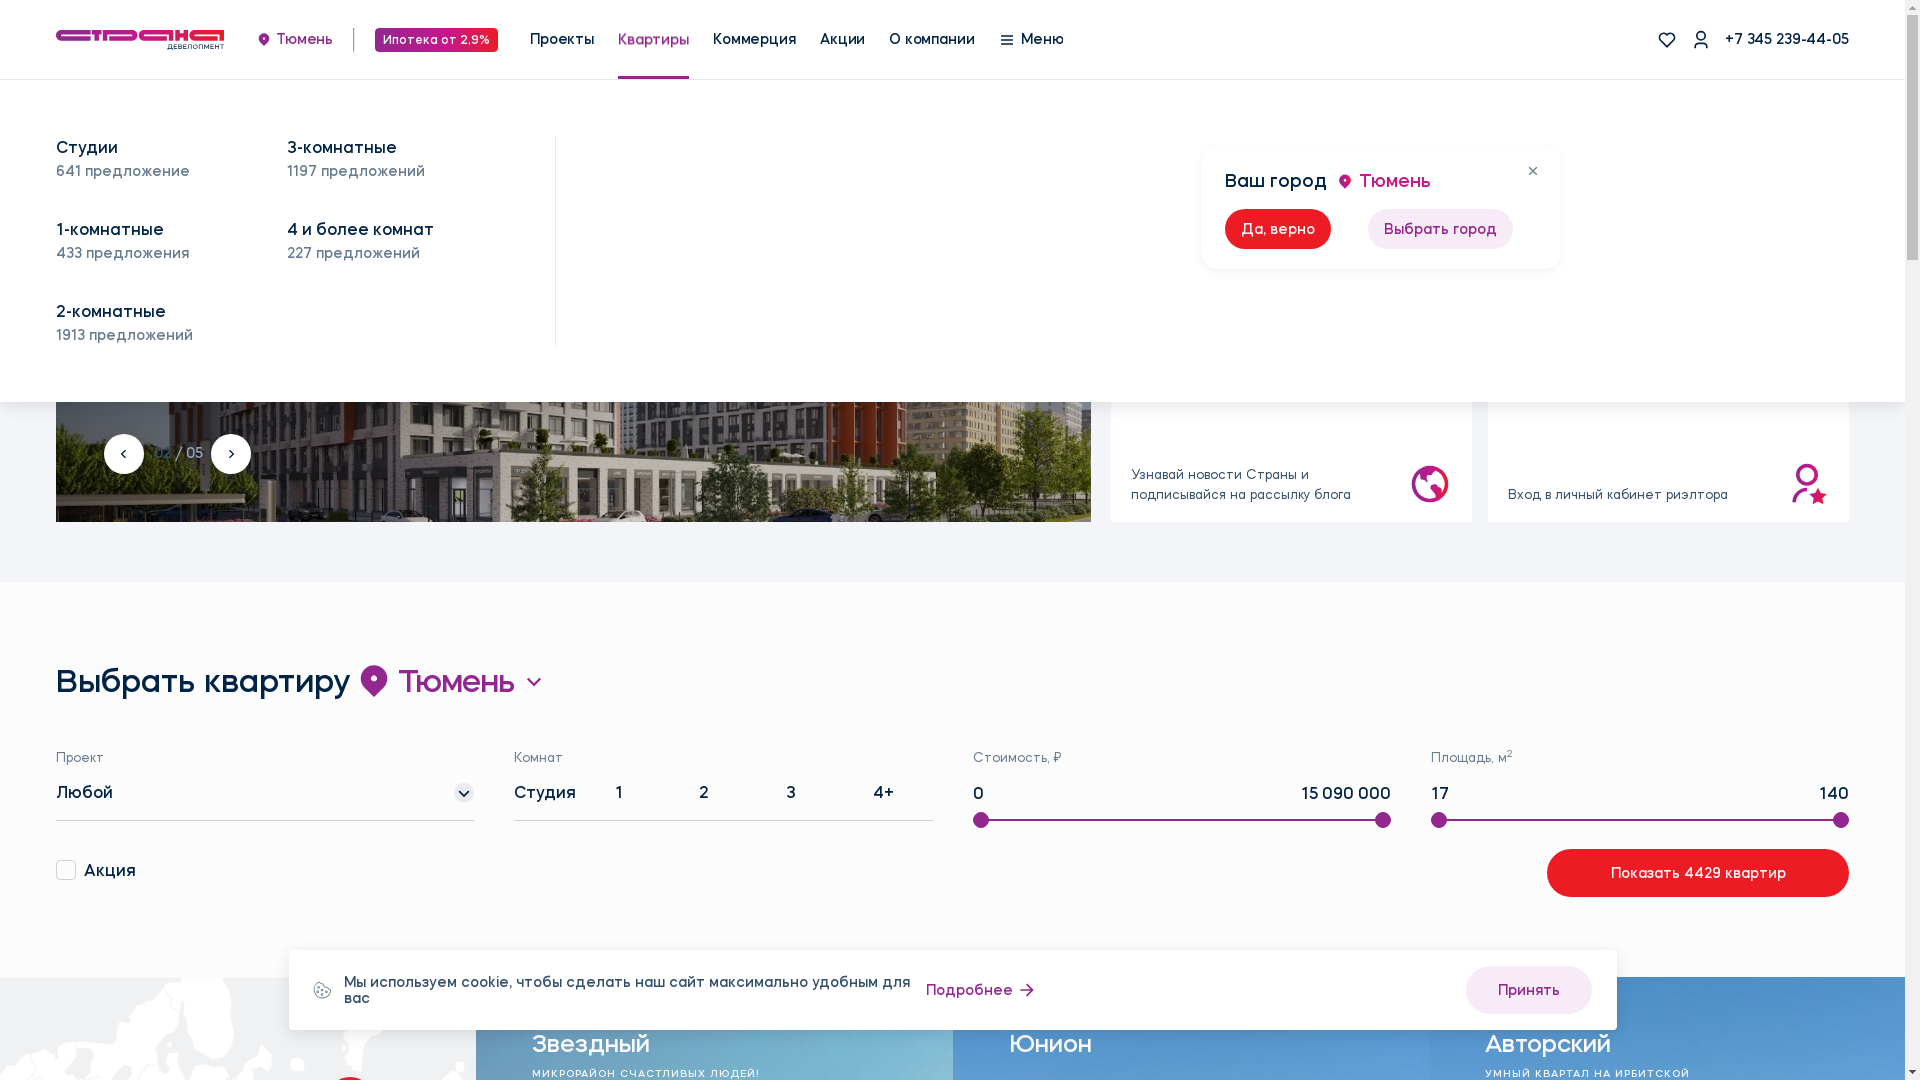 СТРАНА
ДЕВЕЛОПМЕНТ
Тюмень
Ипотека от 2,9%
Проекты
Квартиры
Коммерция
Акции
О компании
Меню
+7 345 239-44-05
Студии
641 предложение
3-комнатные
1197 предложений
1-комнатные
433 предложения
4 и более комнат
227 предложений
2-комнатные
1913 предложений
Ваш город Тюмень
Да, верно
Выбрать город
02 / 05
Узнавай новости Страны и
подписывайся на рассылку блога
Вход в личный кабинет риэлтора
Выбрать квартиру Тюмень
Проект
Любой
Комнат
Студия 1 2 3 4+
Стоимость, ₽
0 15 090 000
Площадь, м²
17 140
Акция
Показать 4429 квартир
Мы используем cookie, чтобы сделать наш сайт максимально удобным для
вас
Подробнее
Принять
Звездный
МИКРОРАЙОН СЧАСТЛИВЫХ ЛЮДЕЙ!
Юнион
Авторский
УМНЫЙ КВАРТАЛ НА ИРБИТСКОЙ